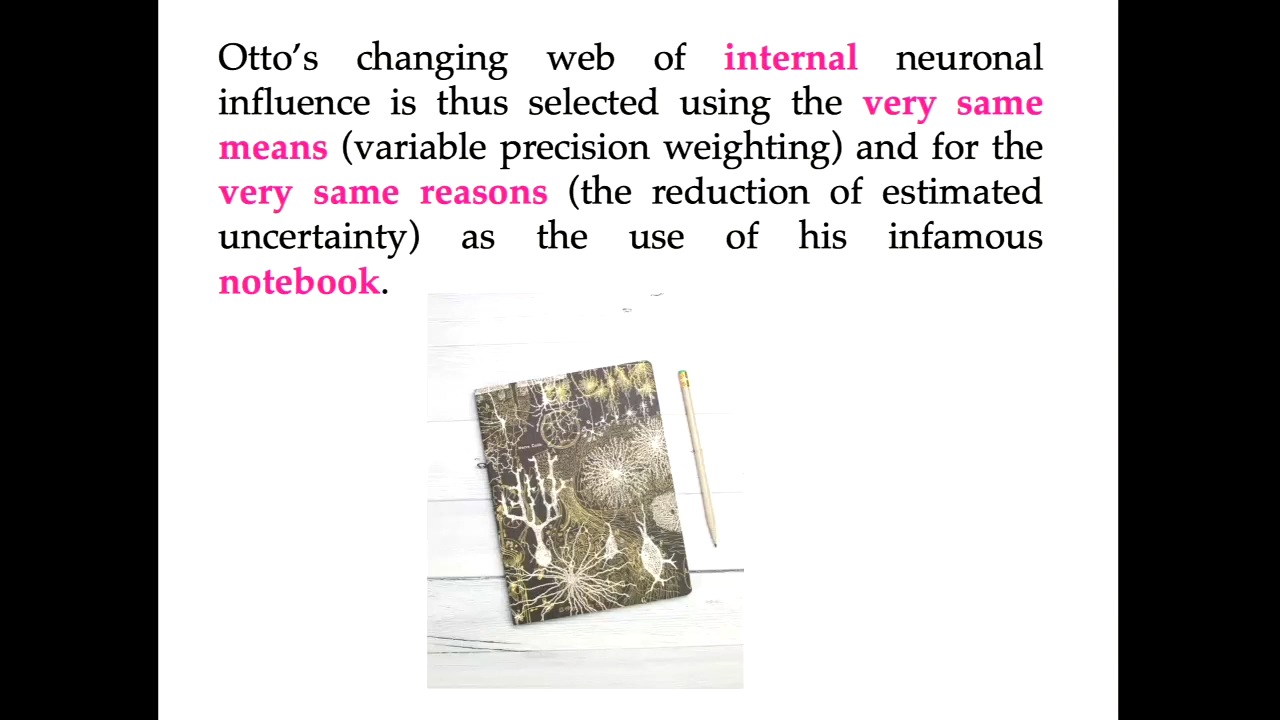 Otto’s changing web of internal neuronal
influence is thus selected using the very same
means (variable precision weighting) and for the
very same reasons (the reduction of estimated
uncertainty) as the use of his infamous
notebook.